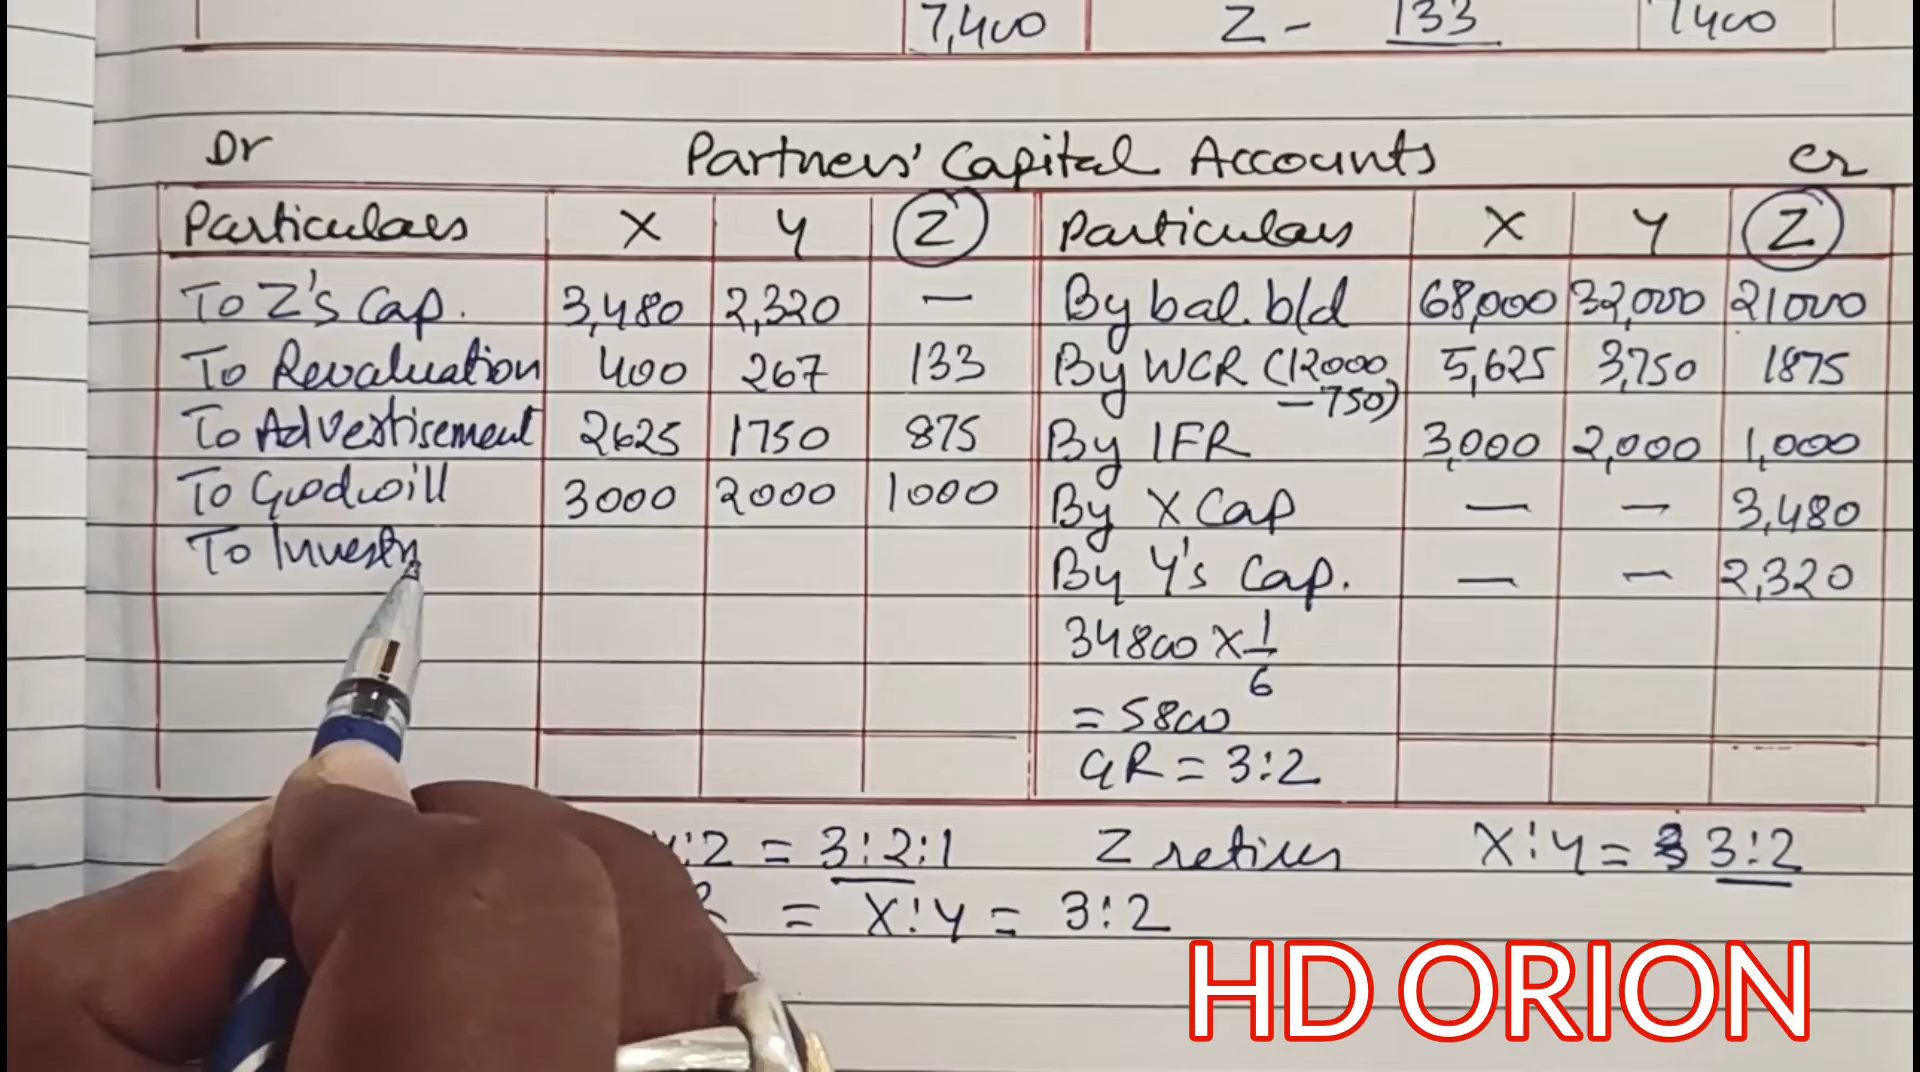 7,400 Z - 133 7400
Dr Partners' Capital Accounts Cr
Particulars X Y Z Particulars X Y Z
To Z's Cap. 3,480 2,320 — By bal. b/d 68,000 32,000 21000
To Revaluation 400 267 133 By WCR (12000 5,625 3,750 1875
- 750)
To Advertisement 2625 1750 875 By IFR 3,000 2,000 1,000
To Goodwill 3000 2000 1000 By X Cap — — 3,480
To Investm By Y's Cap. — — 2,320
34800 X 1/6
= 5800
GR = 3:2
:Z = 3:2:1 Z retires X:Y = 3:2
= X:Y = 3:2
HD ORION